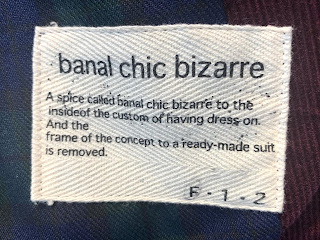 banal chic bizarre
A spice called banal chic bizarre to the
insideof the custom of having dress on.
And the
frame of the concept to a ready-made suit
is removed.
F - 1 - 2